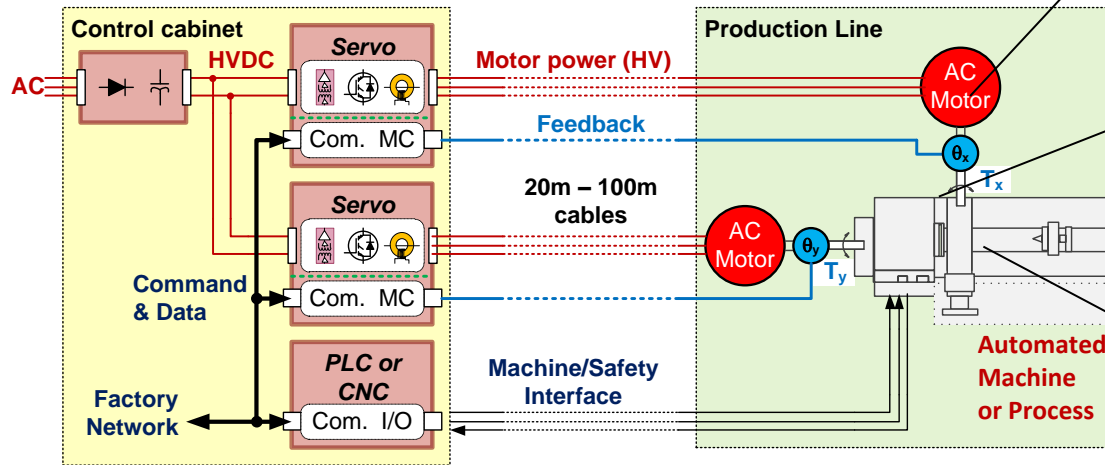 Control cabinet
AC
HVDC
Servo
Com. MC
Servo
Com. MC
Command
& Data
PLC or
CNC
Com. I/O
Factory
Network
Motor power (HV)
Feedback
20m – 100m
cables
Machine/Safety
Interface
Production Line
AC
Motor
θx
Tx
AC
Motor
θy
Ty
Automated
Machine
or Process